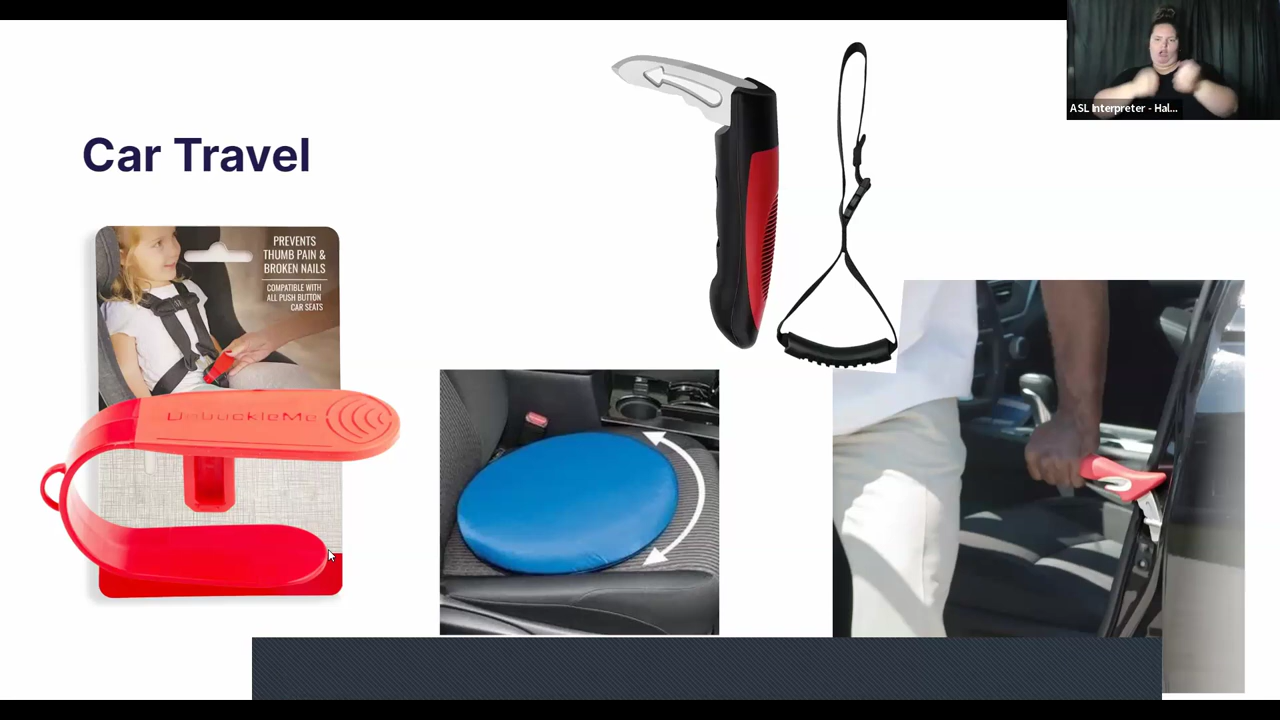 ASL Interpreter - Hal...
Car Travel
PREVENTS
THUMB PAIN &
BROKEN NAILS
COMPATIBLE WITH
ALL PUSH BUTTON
CAR SEATS
UnbuckleMe